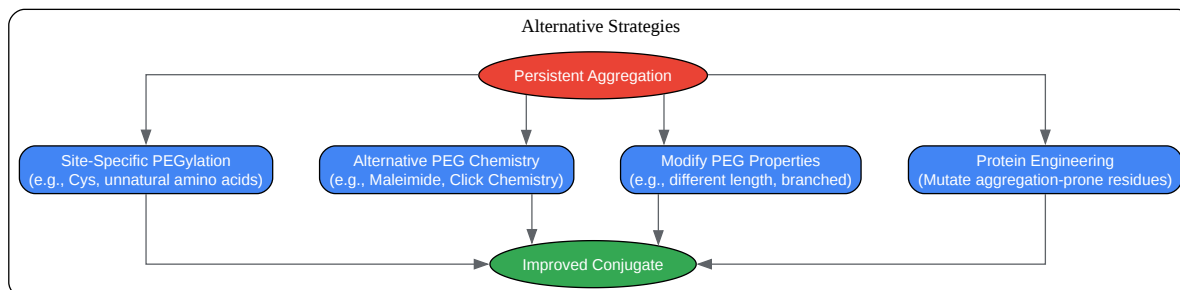 Alternative Strategies
Persistent Aggregation
Site-Specific PEGylation
(e.g., Cys, unnatural amino acids)
Alternative PEG Chemistry
(e.g., Maleimide, Click Chemistry)
Modify PEG Properties
(e.g., different length, branched)
Protein Engineering
(Mutate aggregation-prone residues)
Improved Conjugate